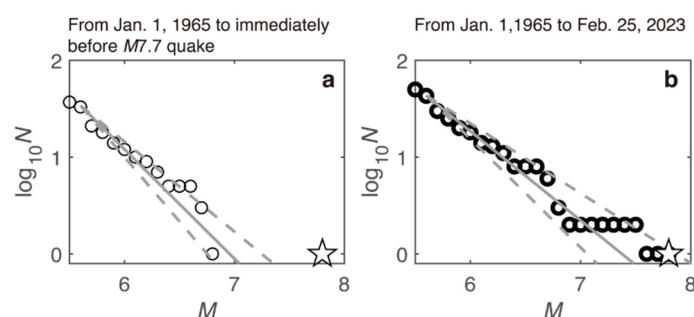 From Jan. 1, 1965 to immediately
before M7.7 quake
From Jan. 1,1965 to Feb. 25, 2023
a
b
2
1
0
log10N
6
7
8
M
2
1
0
log10N
6
7
8
M